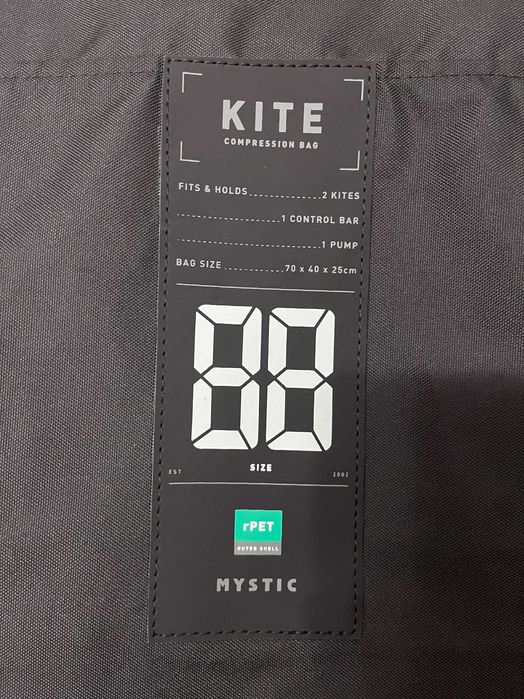 KITE
COMPRESSION BAG
FITS & HOLDS..............2 KITES
....................1 CONTROL BAR
............................1 PUMP
BAG SIZE ............70 x 40 x 25cm
88
SIZE
EST 2002
rPET
OUTER SHELL
MYSTIC